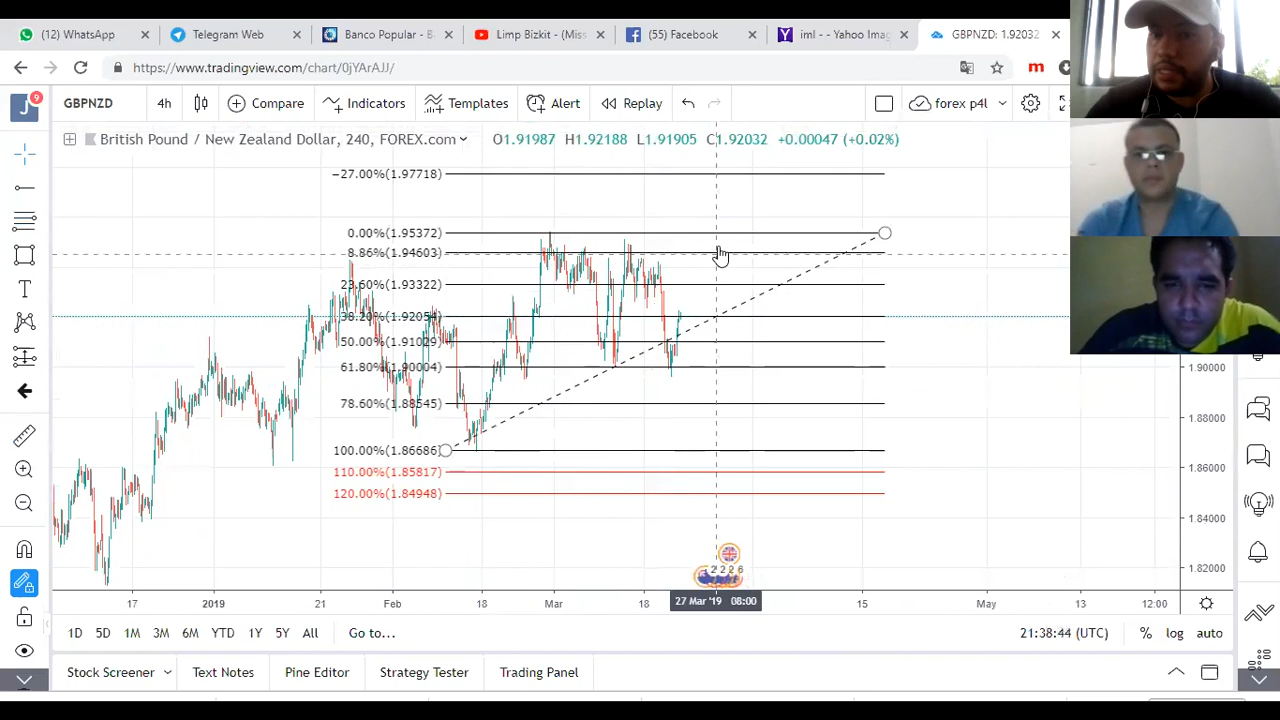 (12) WhatsApp
Telegram Web
Banco Popular - B
Limp Bizkit - (Miss
(55) Facebook
iml - - Yahoo Imag
GBPNZD: 1.92032
https://www.tradingview.com/chart/0jYArAJJ/
m
J
9
GBPNZD
4h
Compare
Indicators
Templates
Alert
Replay
forex p4l
British Pound / New Zealand Dollar, 240, FOREX.com
O1.91987 H1.92188 L1.91905 C1.92032 +0.00047 (+0.02%)
−27.00%(1.97718)
0.00%(1.95372)
8.86%(1.94603)
23.60%(1.93322)
38.20%(1.92054)
50.00%(1.91029)
61.80%(1.90004)
78.60%(1.88545)
100.00%(1.86686)
110.00%(1.85817)
120.00%(1.84948)
1.90000
1.88000
1.86000
1.84000
1.82000
2 2 2 6
17
2019
21
Feb
18
Mar
18
27 Mar '19 08:00
15
May
13
12:00
1D
5D
1M
3M
6M
YTD
1Y
5Y
All
Go to...
21:38:44 (UTC)
%
log
auto
Stock Screener
Text Notes
Pine Editor
Strategy Tester
Trading Panel